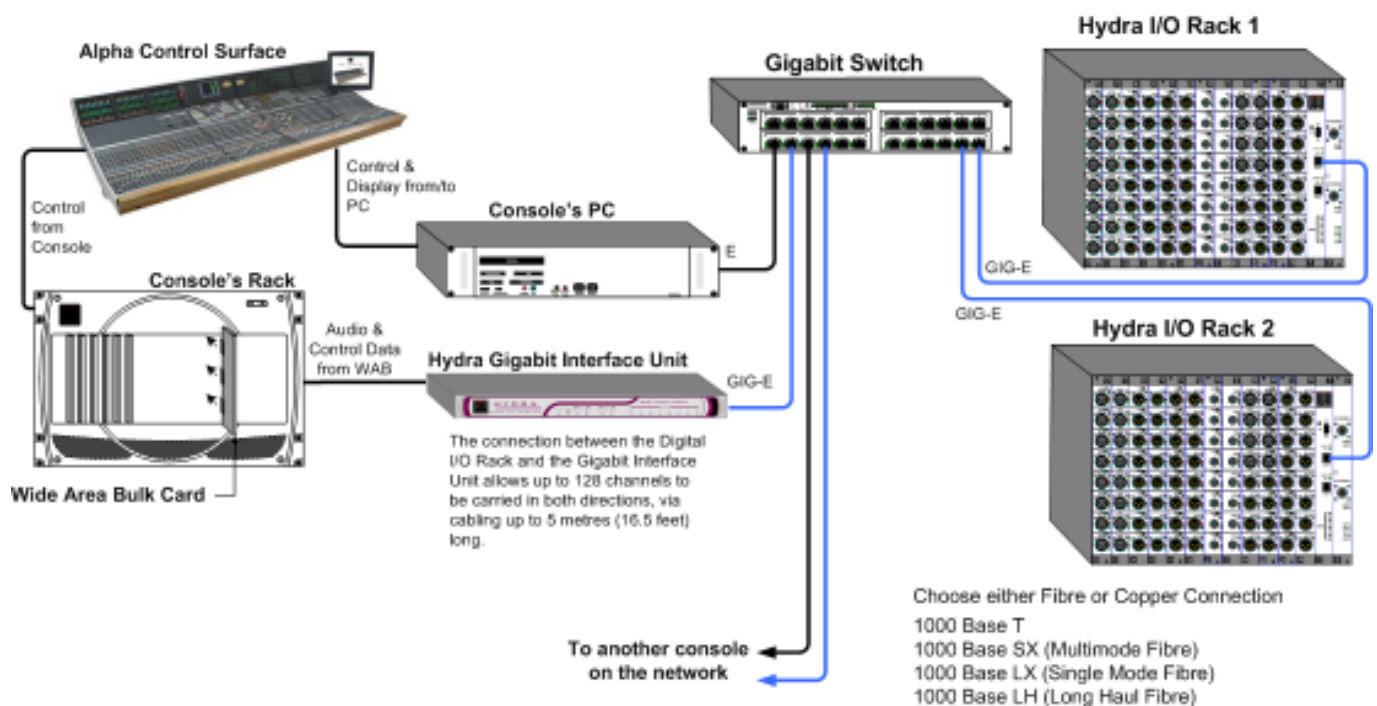 Alpha Control Surface
Gigabit Switch
Hydra I/O Rack 1
Control &
Display from/to
PC
Control
from
Console
Console's PC
E
Console's Rack
GIG-E
GIG-E
Audio &
Control Data
from WAB
Hydra Gigabit Interface Unit
GIG-E
HYDRA
Hydra I/O Rack 2
The connection between the Digital
I/O Rack and the Gigabit Interface
Unit allows up to 128 channels to
be carried in both directions, via
cabling up to 5 metres (16.5 feet)
long.
Wide Area Bulk Card
To another console
on the network
Choose either Fibre or Copper Connection
1000 Base T
1000 Base SX (Multimode Fibre)
1000 Base LX (Single Mode Fibre)
1000 Base LH (Long Haul Fibre)